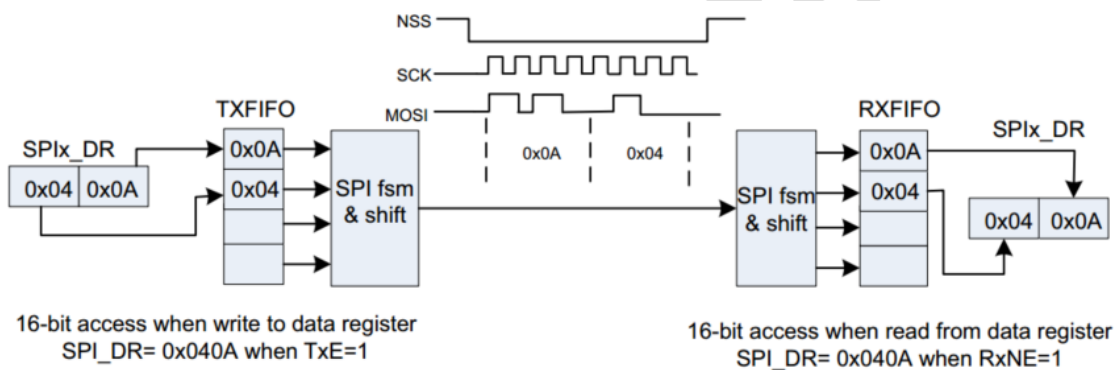 NSS
SCK
MOSI
TXFIFO
RXFIFO
SPIx_DR
SPIx_DR
0x04 0x0A
0x0A
0x04
SPI fsm
& shift
0x0A 0x04
SPI fsm
& shift
0x0A
0x04
0x04 0x0A
16-bit access when write to data register
SPI_DR= 0x040A when TxE=1
16-bit access when read from data register
SPI_DR= 0x040A when RxNE=1